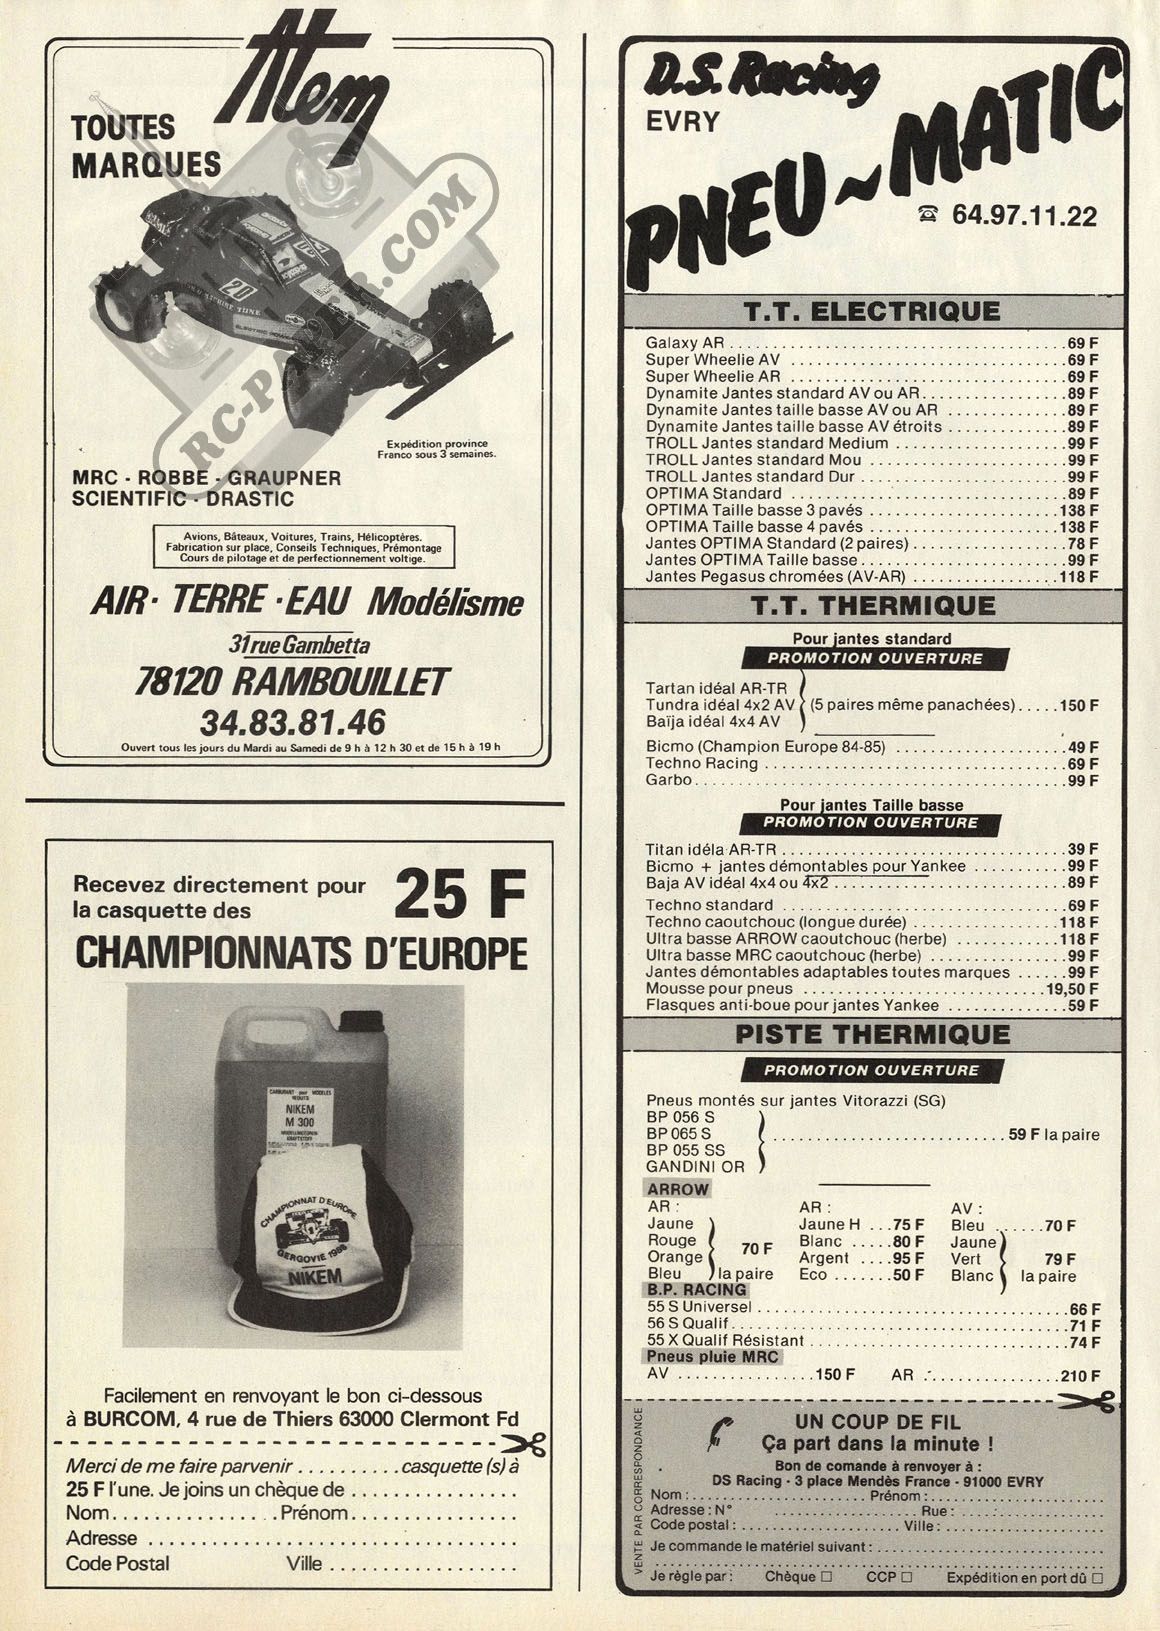 Atem
TOUTES
MARQUES
RC-PAPER.COM
20
ELECTRIC
Expédition province
Franco sous 3 semaines.
MRC - ROBBE - GRAUPNER
SCIENTIFIC - DRASTIC
Avions, Bâteaux, Voitures, Trains, Hélicoptères.
Fabrication sur place, Conseils Techniques, Prémontage
Cours de pilotage et de perfectionnement voltige.
AIR · TERRE · EAU Modélisme
31 rue Gambetta
78120 RAMBOUILLET
34.83.81.46
Ouvert tous les jours du Mardi au Samedi de 9 h à 12 h 30 et de 15 h à 19 h
Recevez directement pour
la casquette des
25 F
CHAMPIONNATS D'EUROPE
CARBURANT pour MODELES
REDUITS
NIKEM
M 300
MODELLMOTOREN
KRAFTSTOFF
CHAMPIONNAT D'EUROPE
GERGOVIE 1986
NIKEM
Facilement en renvoyant le bon ci-dessous
à BURCOM, 4 rue de Thiers 63000 Clermont Fd
Merci de me faire parvenir .......... casquette (s) à
25 F l'une. Je joins un chèque de ................
Nom ................ Prénom ................
Adresse ................
Code Postal Ville ................
D.S. Racing
EVRY
PNEU~MATIC
☎ 64.97.11.22
T.T. ELECTRIQUE
Galaxy AR ........ 69 F
Super Wheelie AV ........ 69 F
Super Wheelie AR ........ 69 F
Dynamite Jantes standard AV ou AR ........ 89 F
Dynamite Jantes taille basse AV ou AR ........ 89 F
Dynamite Jantes taille basse AV étroits ........ 89 F
TROLL Jantes standard Medium ........ 99 F
TROLL Jantes standard Mou ........ 99 F
TROLL Jantes standard Dur ........ 99 F
OPTIMA Standard ........ 89 F
OPTIMA Taille basse 3 pavés ........ 138 F
OPTIMA Taille basse 4 pavés ........ 138 F
Jantes OPTIMA Standard (2 paires) ........ 78 F
Jantes OPTIMA Taille basse ........ 99 F
Jantes Pegasus chromées (AV-AR) ........ 118 F
T.T. THERMIQUE
Pour jantes standard
PROMOTION OUVERTURE
Tartan idéal AR-TR
Tundra idéal 4x2 AV (5 paires même panachées) ..... 150 F
Baïja idéal 4x4 AV
Bicmo (Champion Europe 84-85) ........ 49 F
Techno Racing ........ 69 F
Garbo ........ 99 F
Pour jantes Taille basse
PROMOTION OUVERTURE
Titan idéla AR-TR ........ 39 F
Bicmo + jantes démontables pour Yankee ........ 99 F
Baja AV idéal 4x4 ou 4x2 ........ 89 F
Techno standard ........ 69 F
Techno caoutchouc (longue durée) ........ 118 F
Ultra basse ARROW caoutchouc (herbe) ........ 118 F
Ultra basse MRC caoutchouc (herbe) ........ 99 F
Jantes démontables adaptables toutes marques ...... 99 F
Mousse pour pneus ........ 19,50 F
Flasques anti-boue pour jantes Yankee ........ 59 F
PISTE THERMIQUE
PROMOTION OUVERTURE
Pneus montés sur jantes Vitorazzi (SG)
BP 056 S
BP 065 S ........ 59 F la paire
BP 055 SS
GANDINI OR
ARROW
AR : AR : AV :
Jaune Jaune H ... 75 F Bleu ...... 70 F
Rouge 70 F Blanc ..... 80 F Jaune
Orange Argent .... 95 F Vert 79 F
Bleu la paire Eco ....... 50 F Blanc la paire
B.P. RACING
55 S Universel ........ 66 F
56 S Qualif ........ 71 F
55 X Qualif Résistant ........ 74 F
Pneus pluie MRC
AV ........ 150 F AR ........ 210 F
VENTE PAR CORRESPONDANCE
UN COUP DE FIL
Ça part dans la minute !
Bon de comande à renvoyer à :
DS Racing - 3 place Mendès France - 91000 EVRY
Nom : ........ Prénom : ........
Adresse : N° ........ Rue : ........
Code postal : ........ Ville : ........
Je commande le matériel suivant : ........
Je règle par : Chèque □ CCP □ Expédition en port dû □